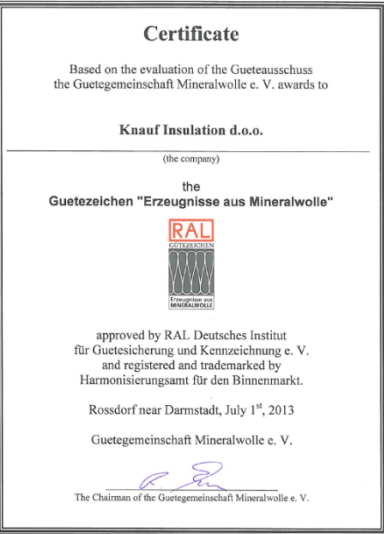 Certificate
Based on the evaluation of the Gueteausschuss
the Guetegemeinschaft Mineralwolle e. V. awards to
Knauf Insulation d.o.o.
(the company)
the
Guetezeichen "Erzeugnisse aus Mineralwolle"
RAL
GÜTEZEICHEN
Erzeugnisse aus
MINERALWOLLE
approved by RAL Deutsches Institut
für Guetesicherung und Kennzeichnung e. V.
and registered and trademarked by
Harmonisierungsamt für den Binnenmarkt.
Rossdorf near Darmstadt, July 1st, 2013
Guetegemeinschaft Mineralwolle e. V.
The Chairman of the Guetegemeinschaft Mineralwolle e. V.